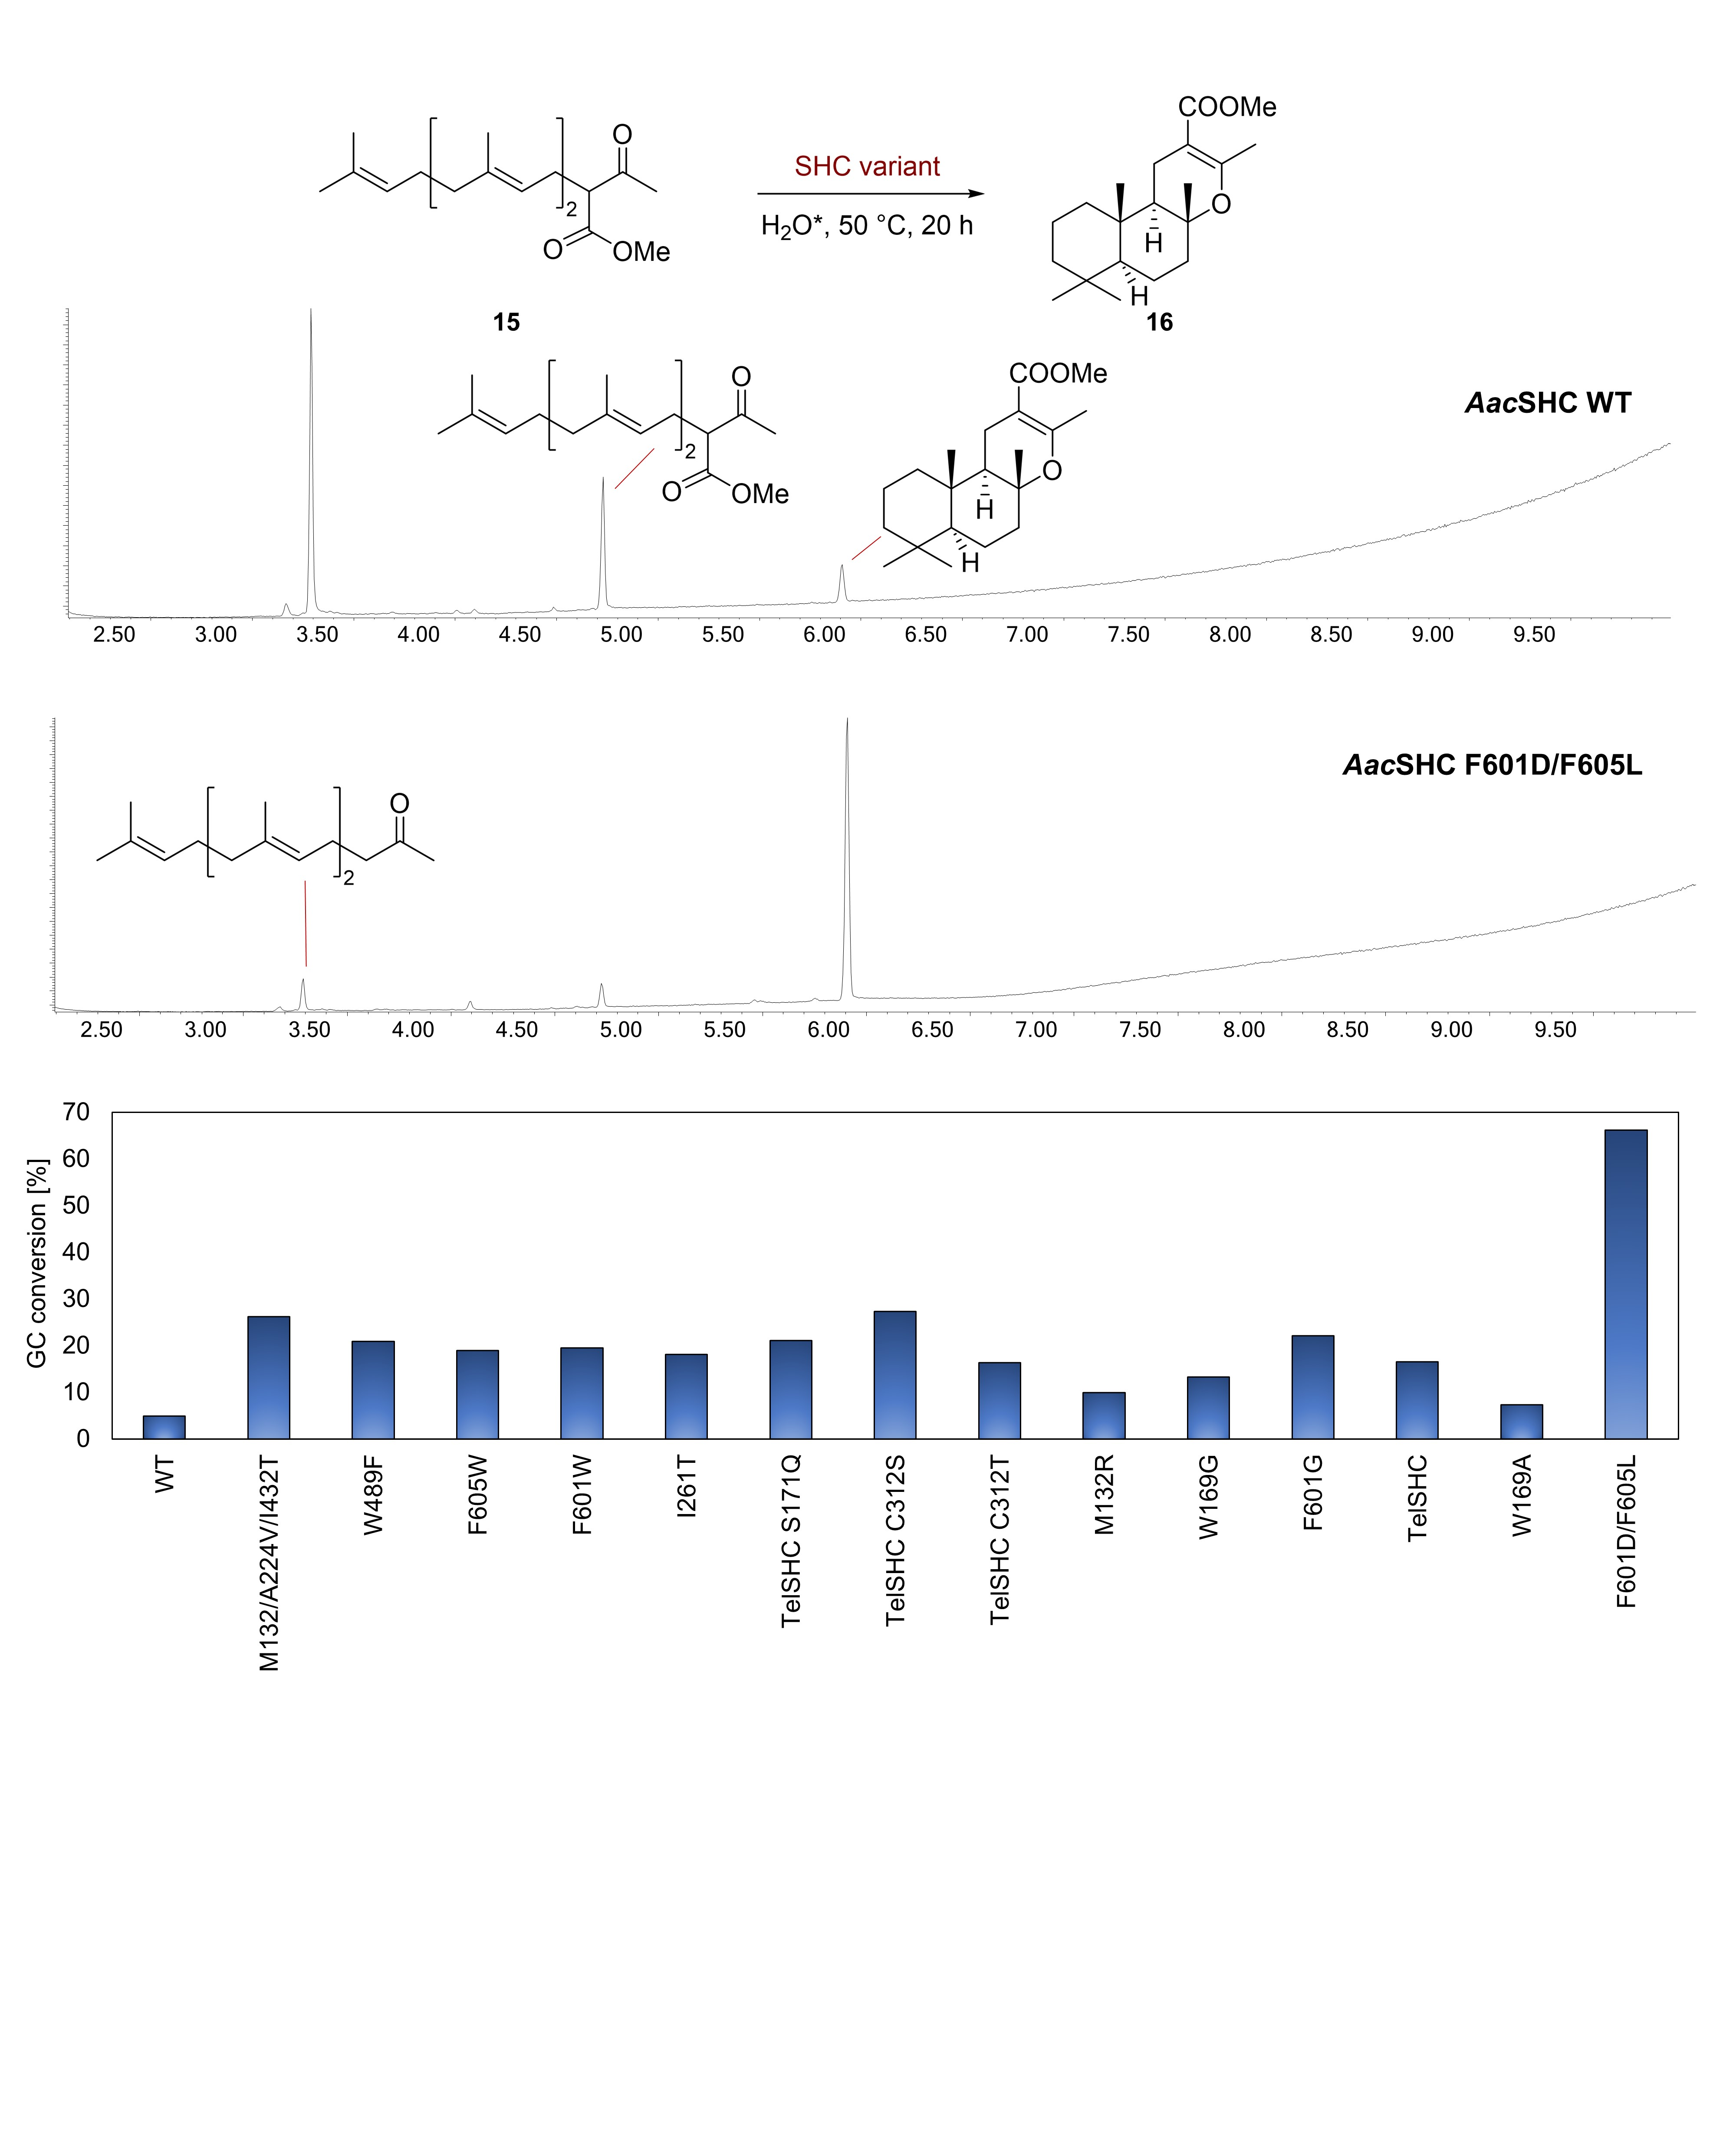 COOMe
O
O
H
H
2
O
OMe
SHC variant
H₂O*, 50 °C, 20 h
O
H
H
15
16
COOMe
O
2
O
OMe
O
H
H
AacSHC WT
2.50 3.00 3.50 4.00 4.50 5.00 5.50 6.00 6.50 7.00 7.50 8.00 8.50 9.00 9.50
AacSHC F601D/F605L
O
2
2.50 3.00 3.50 4.00 4.50 5.00 5.50 6.00 6.50 7.00 7.50 8.00 8.50 9.00 9.50
GC conversion [%]
70
60
50
40
30
20
10
0
WT
M132/A224V/I432T
W489F
F605W
F601W
I261T
TelSHC S171Q
TelSHC C312S
TelSHC C312T
M132R
W169G
F601G
TelSHC
W169A
F601D/F605L